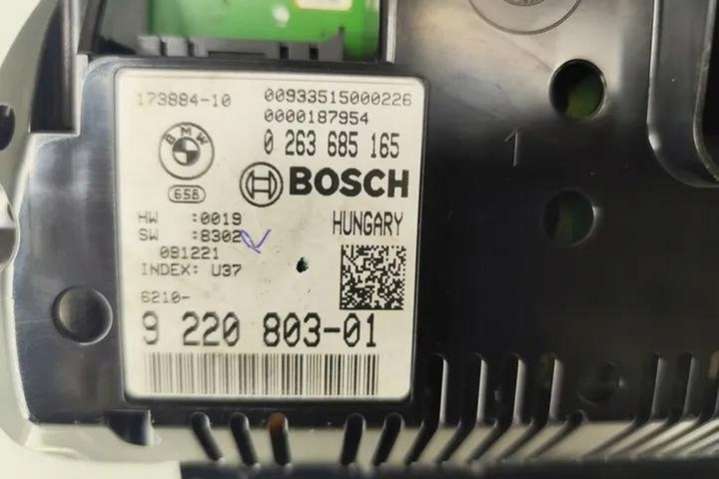 173884-10 00933515000226
0000187954
0 263 685 165
BMW
658
BOSCH
HW :0019
HUNGARY
SW :8302
081221
INDEX: U37
6210-
9 220 803-01
1